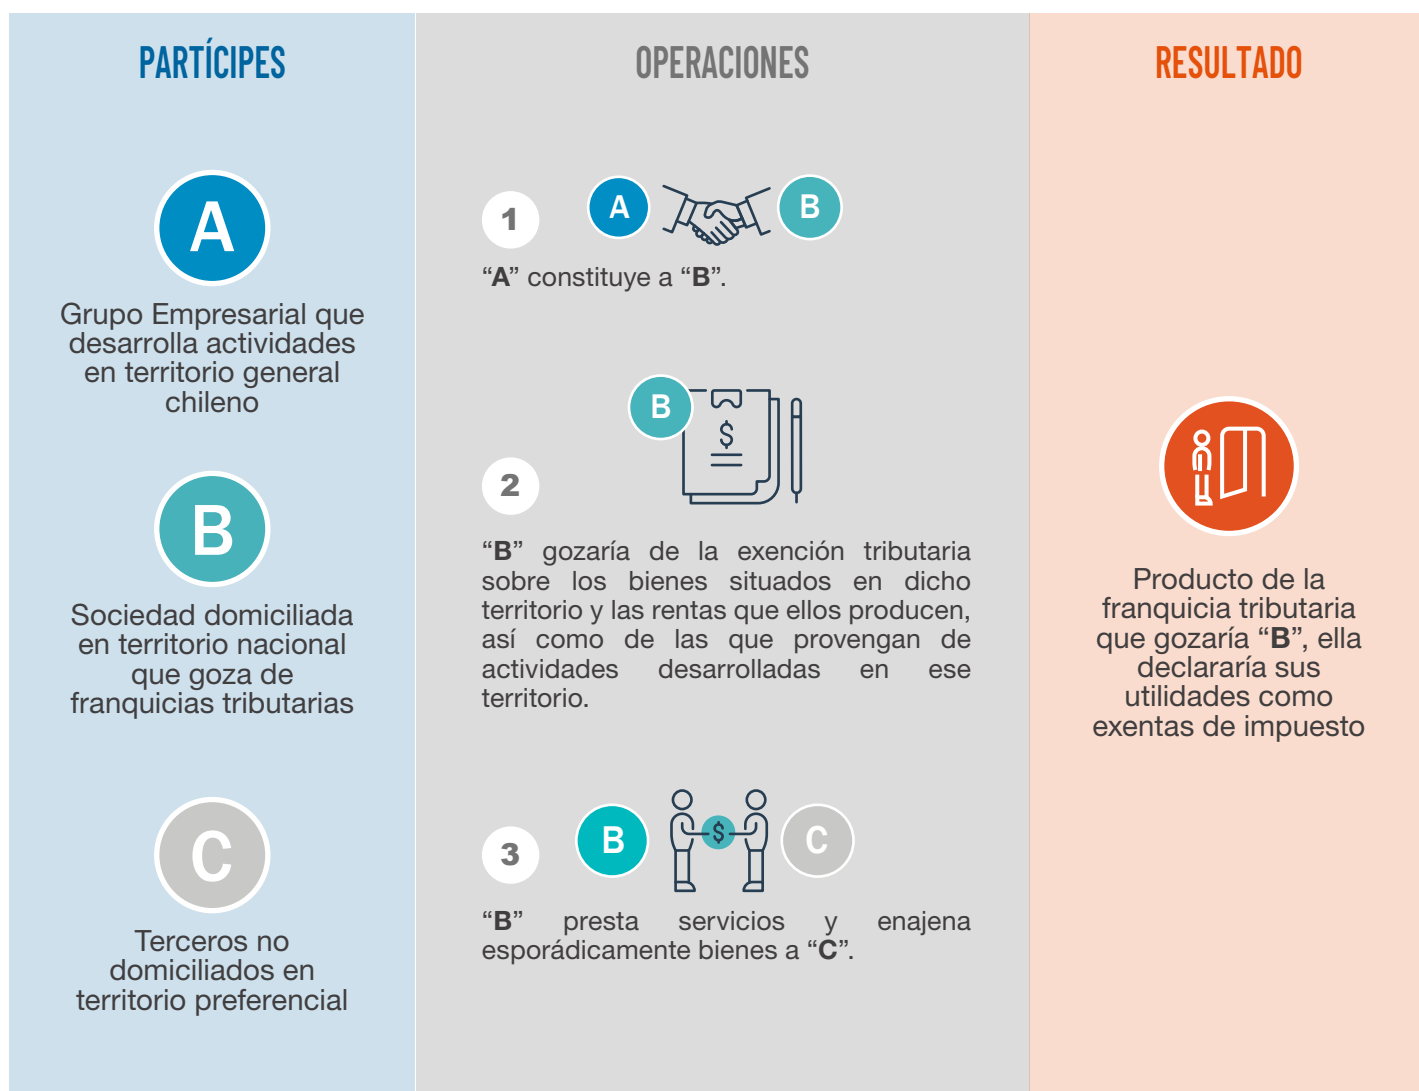 PARTÍCIPES
A
Grupo Empresarial que
desarrolla actividades
en territorio general
chileno
B
Sociedad domiciliada
en territorio nacional
que goza de
franquicias tributarias
C
Terceros no
domiciliados en
territorio preferencial
OPERACIONES
1
A
B
“A” constituye a “B”.
2
B
$
“B” gozaría de la exención tributaria
sobre los bienes situados en dicho
territorio y las rentas que ellos producen,
así como de las que provengan de
actividades desarrolladas en ese
territorio.
3
B
$
C
“B” presta servicios y enajena
esporádicamente bienes a “C”.
RESULTADO
Producto de la
franquicia tributaria
que gozaría “B”, ella
declararía sus
utilidades como
exentas de impuesto